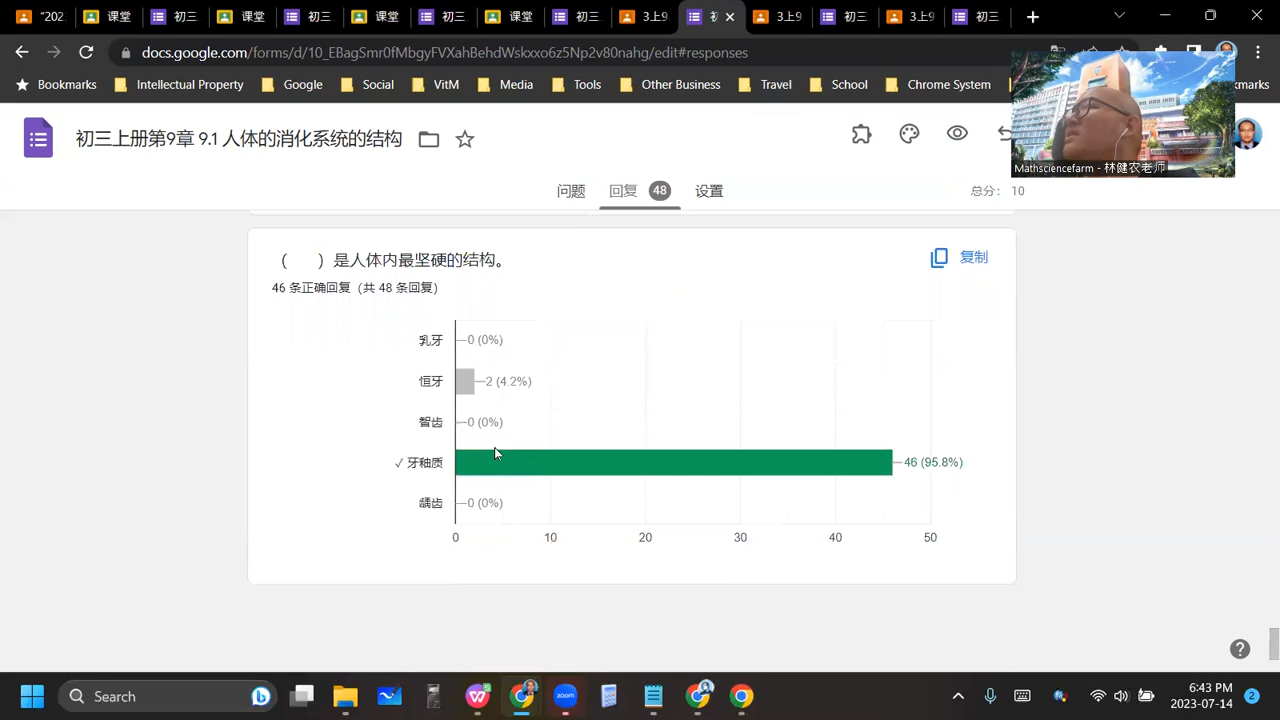 "202
课堂
初三
课堂
初三
课堂
初三
课堂
初三
3上9
初
3上9
初三
3上9
初三
docs.google.com/forms/d/10_EBagSmr0fMbgyFVXahBehdWskxxo6z5Np2v80nahg/edit#responses
Bookmarks
Intellectual Property
Google
Social
VitM
Media
Tools
Other Business
Travel
School
Chrome System
marks
初三上册第9章 9.1 人体的消化系统的结构
Mathsciencefarm - 林健农老师
问题
回复 48
设置
总分： 10
（ ）是人体内最坚硬的结构。
复制
46 条正确回复（共 48 条回复）
乳牙 0 (0%)
恒牙 2 (4.2%)
智齿 0 (0%)
✓ 牙釉质 46 (95.8%)
龋齿 0 (0%)
0 10 20 30 40 50
Search
6:43 PM
2023-07-14
2